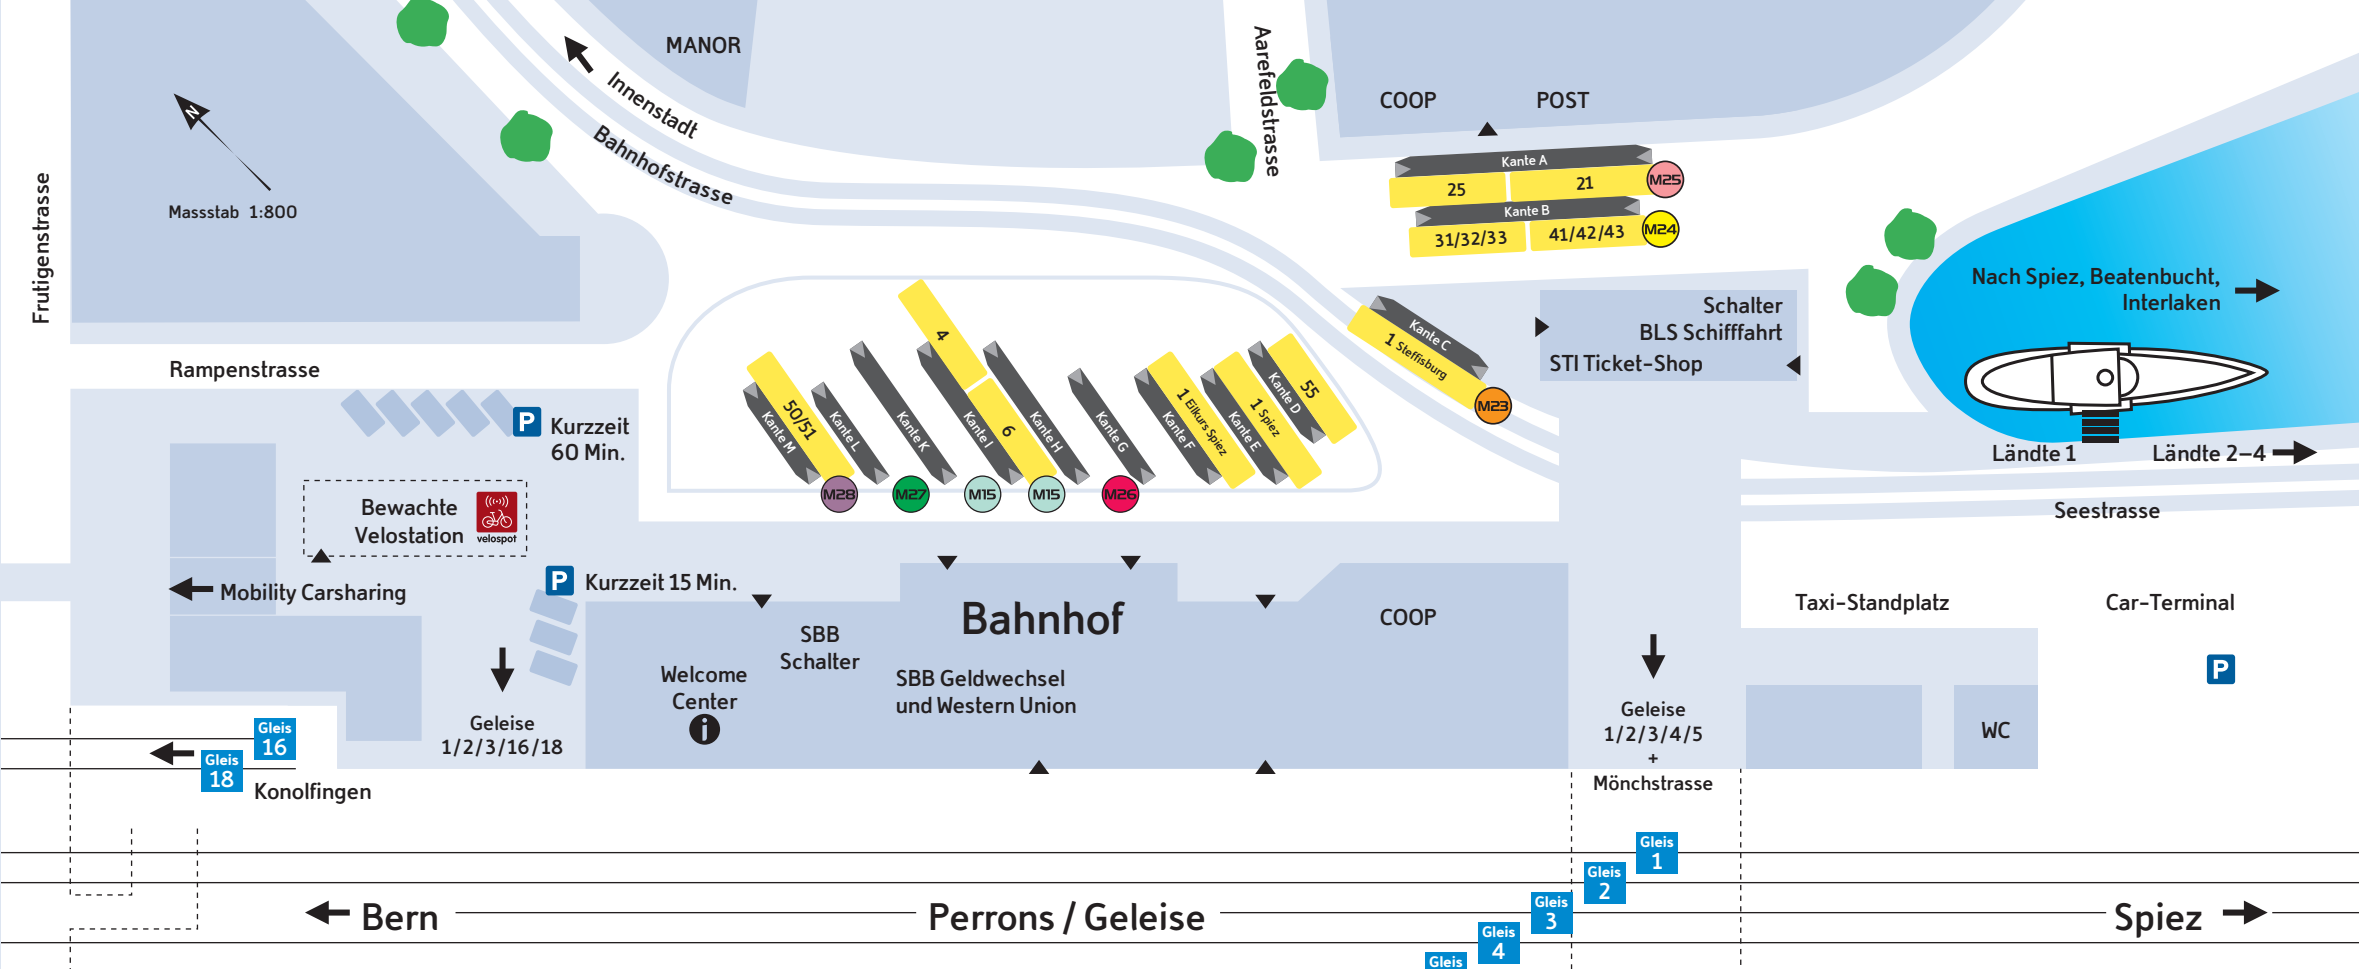 MANOR
Innenstadt
Bahnhofstrasse
Aarefeldstrasse
COOP
POST
N
Massstab 1:800
Frutigenstrasse
Kante A
25
21
M25
Kante B
31/32/33
41/42/43
M24
Nach Spiez, Beatenbucht,
Interlaken
Schalter
BLS Schifffahrt
STI Ticket-Shop
Kante C
1 Steffisburg
M23
Rampenstrasse
Kurzzeit
60 Min.
P
50/51
Kante M
Kante L
Kante K
4
Kante I
6
Kante H
Kante G
1 Eilkurs Spiez
Kante F
1 Spiez
Kante E
55
Kante D
M28
M27
M15
M15
M26
Ländte 1
Ländte 2-4
Seestrasse
Bewachte
Velostation
velospot
Mobility Carsharing
P
Kurzzeit 15 Min.
Bahnhof
SBB
Schalter
Welcome
Center
i
SBB Geldwechsel
und Western Union
COOP
Taxi-Standplatz
Car-Terminal
P
WC
Geleise
1/2/3/16/18
Geleise
1/2/3/4/5
+
Mönchstrasse
Gleis
16
Gleis
18
Konolfingen
Gleis
1
Gleis
2
Gleis
3
Gleis
4
Gleis
Bern
Perrons / Geleise
Spiez